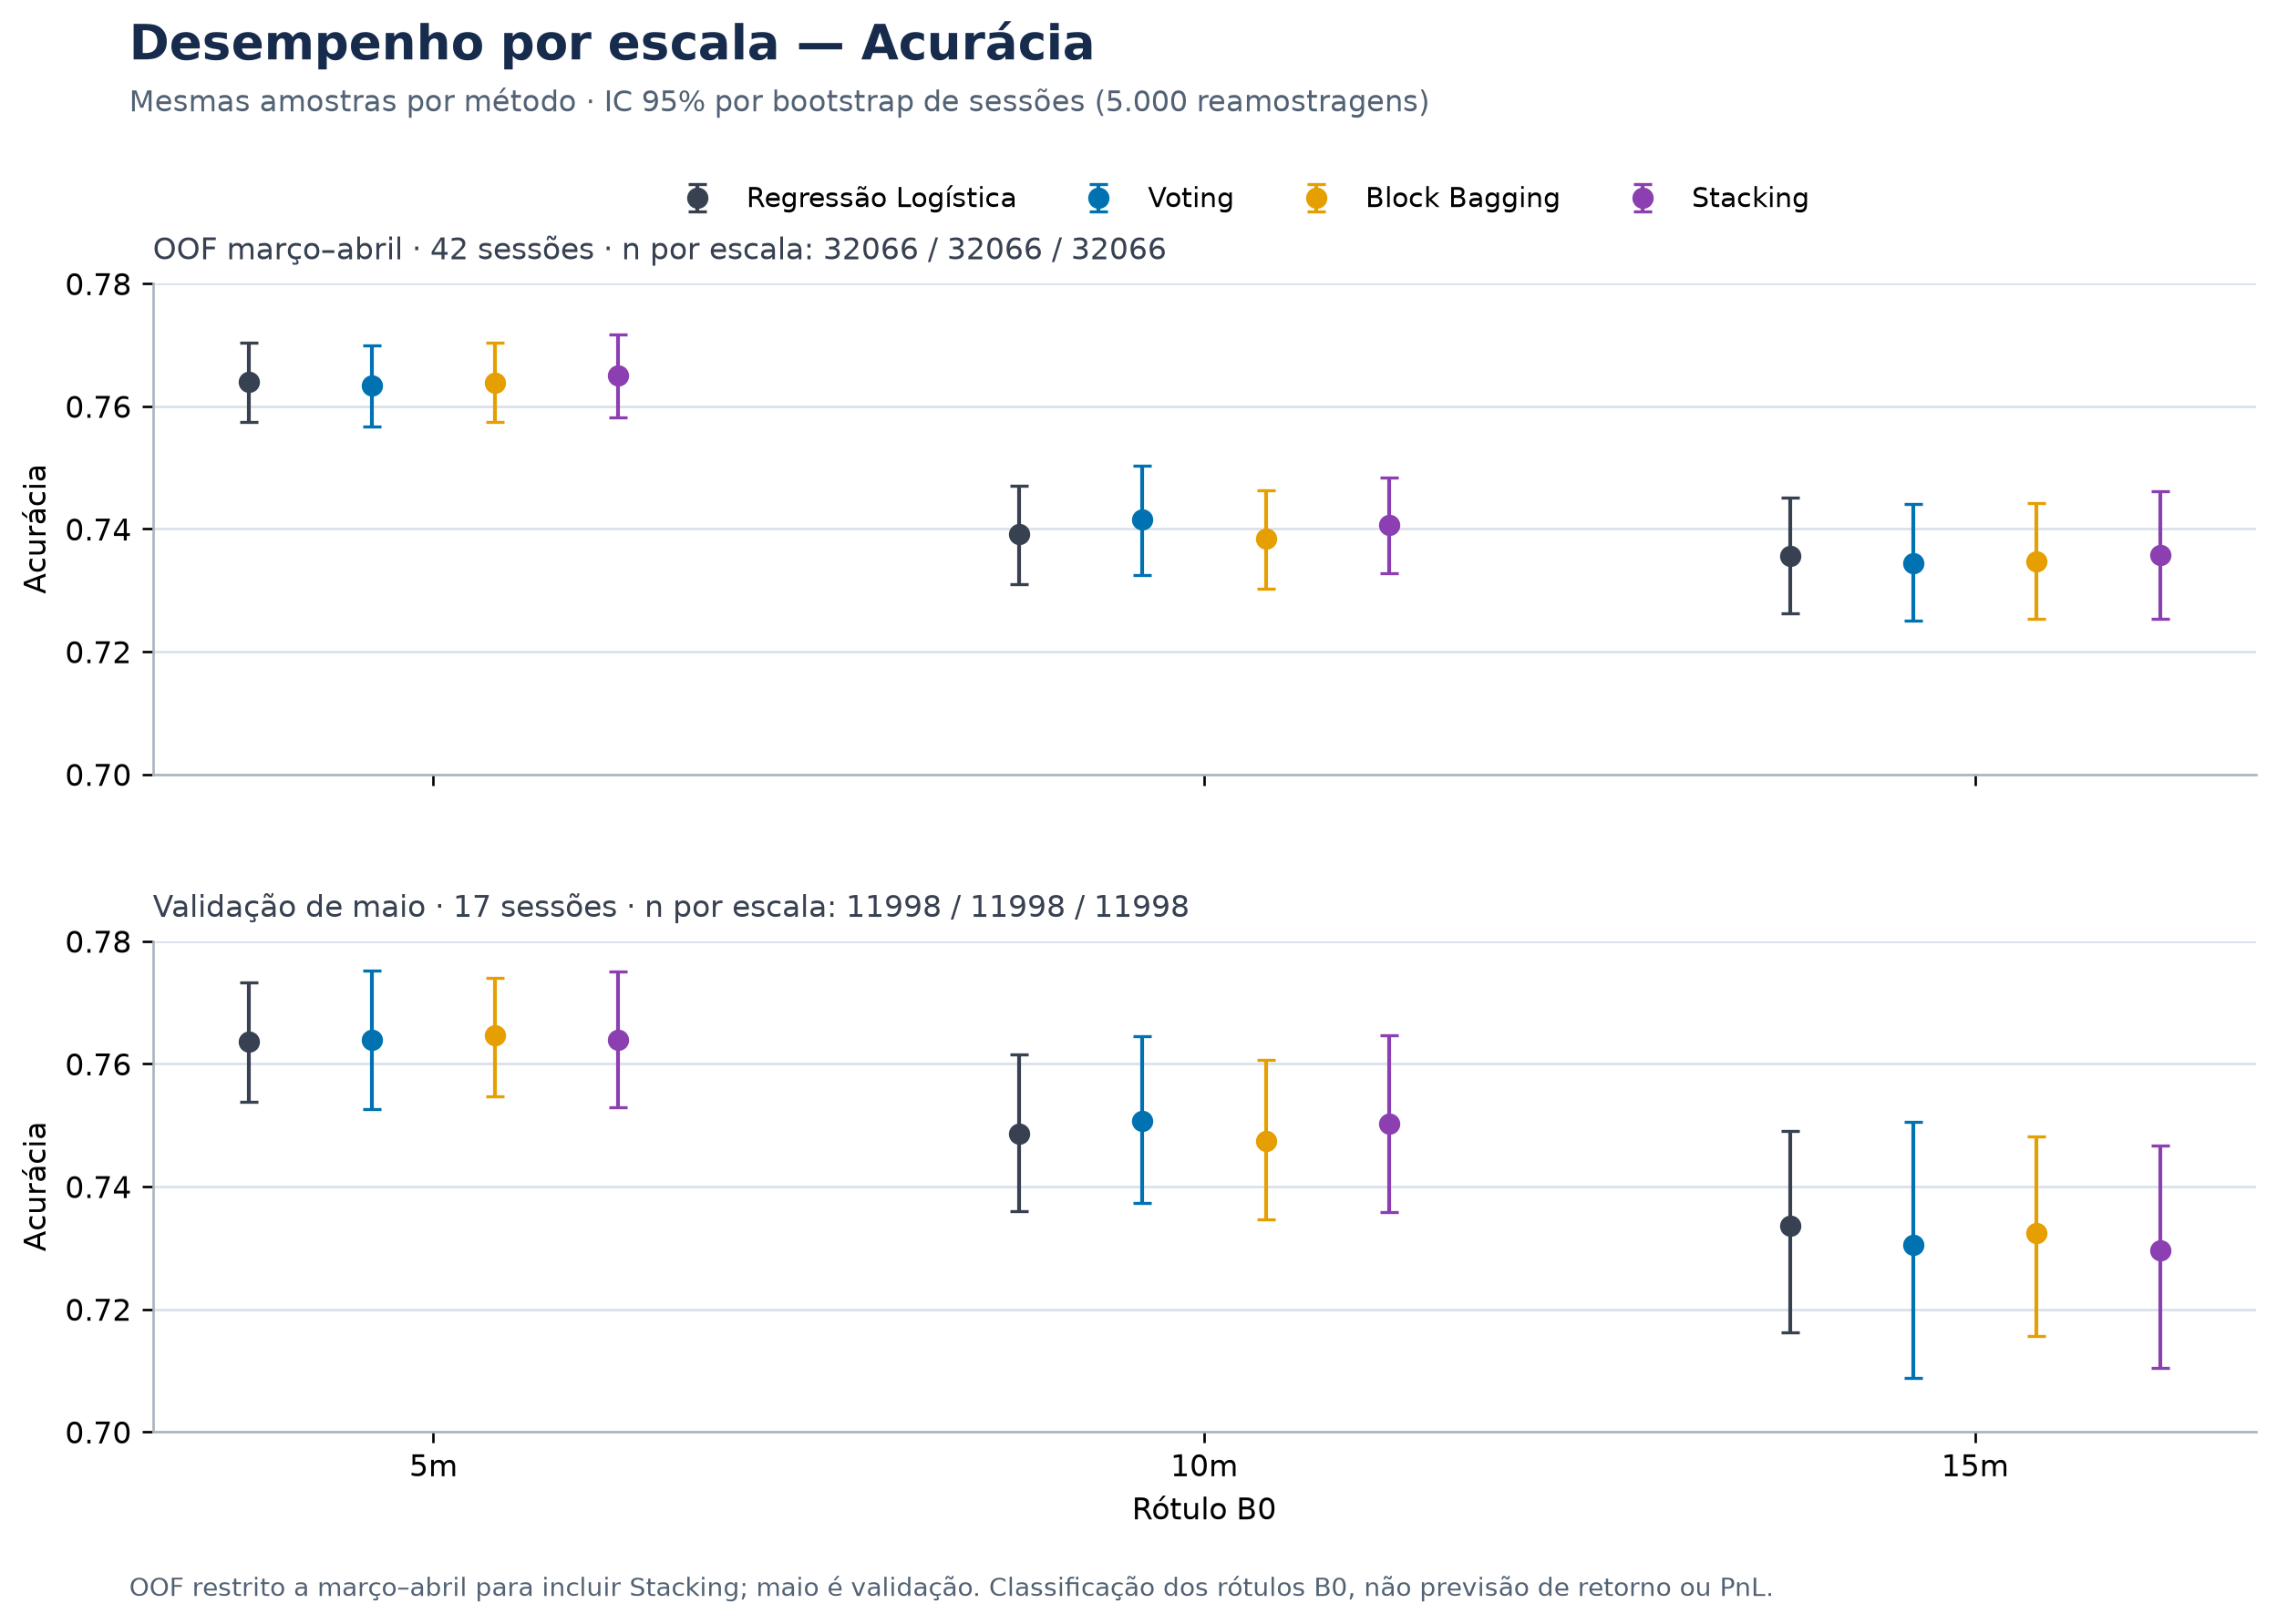 Desempenho por escala — Acurácia
Mesmas amostras por método · IC 95% por bootstrap de sessões (5.000 reamostragens)
Regressão Logística Voting Block Bagging Stacking
OOF março–abril · 42 sessões · n por escala: 32066 / 32066 / 32066
0.78
0.76
0.74
0.72
0.70
Acurácia
Validação de maio · 17 sessões · n por escala: 11998 / 11998 / 11998
0.78
0.76
0.74
0.72
0.70
Acurácia
5m 10m 15m
Rótulo B0
OOF restrito a março–abril para incluir Stacking; maio é validação. Classificação dos rótulos B0, não previsão de retorno ou PnL.